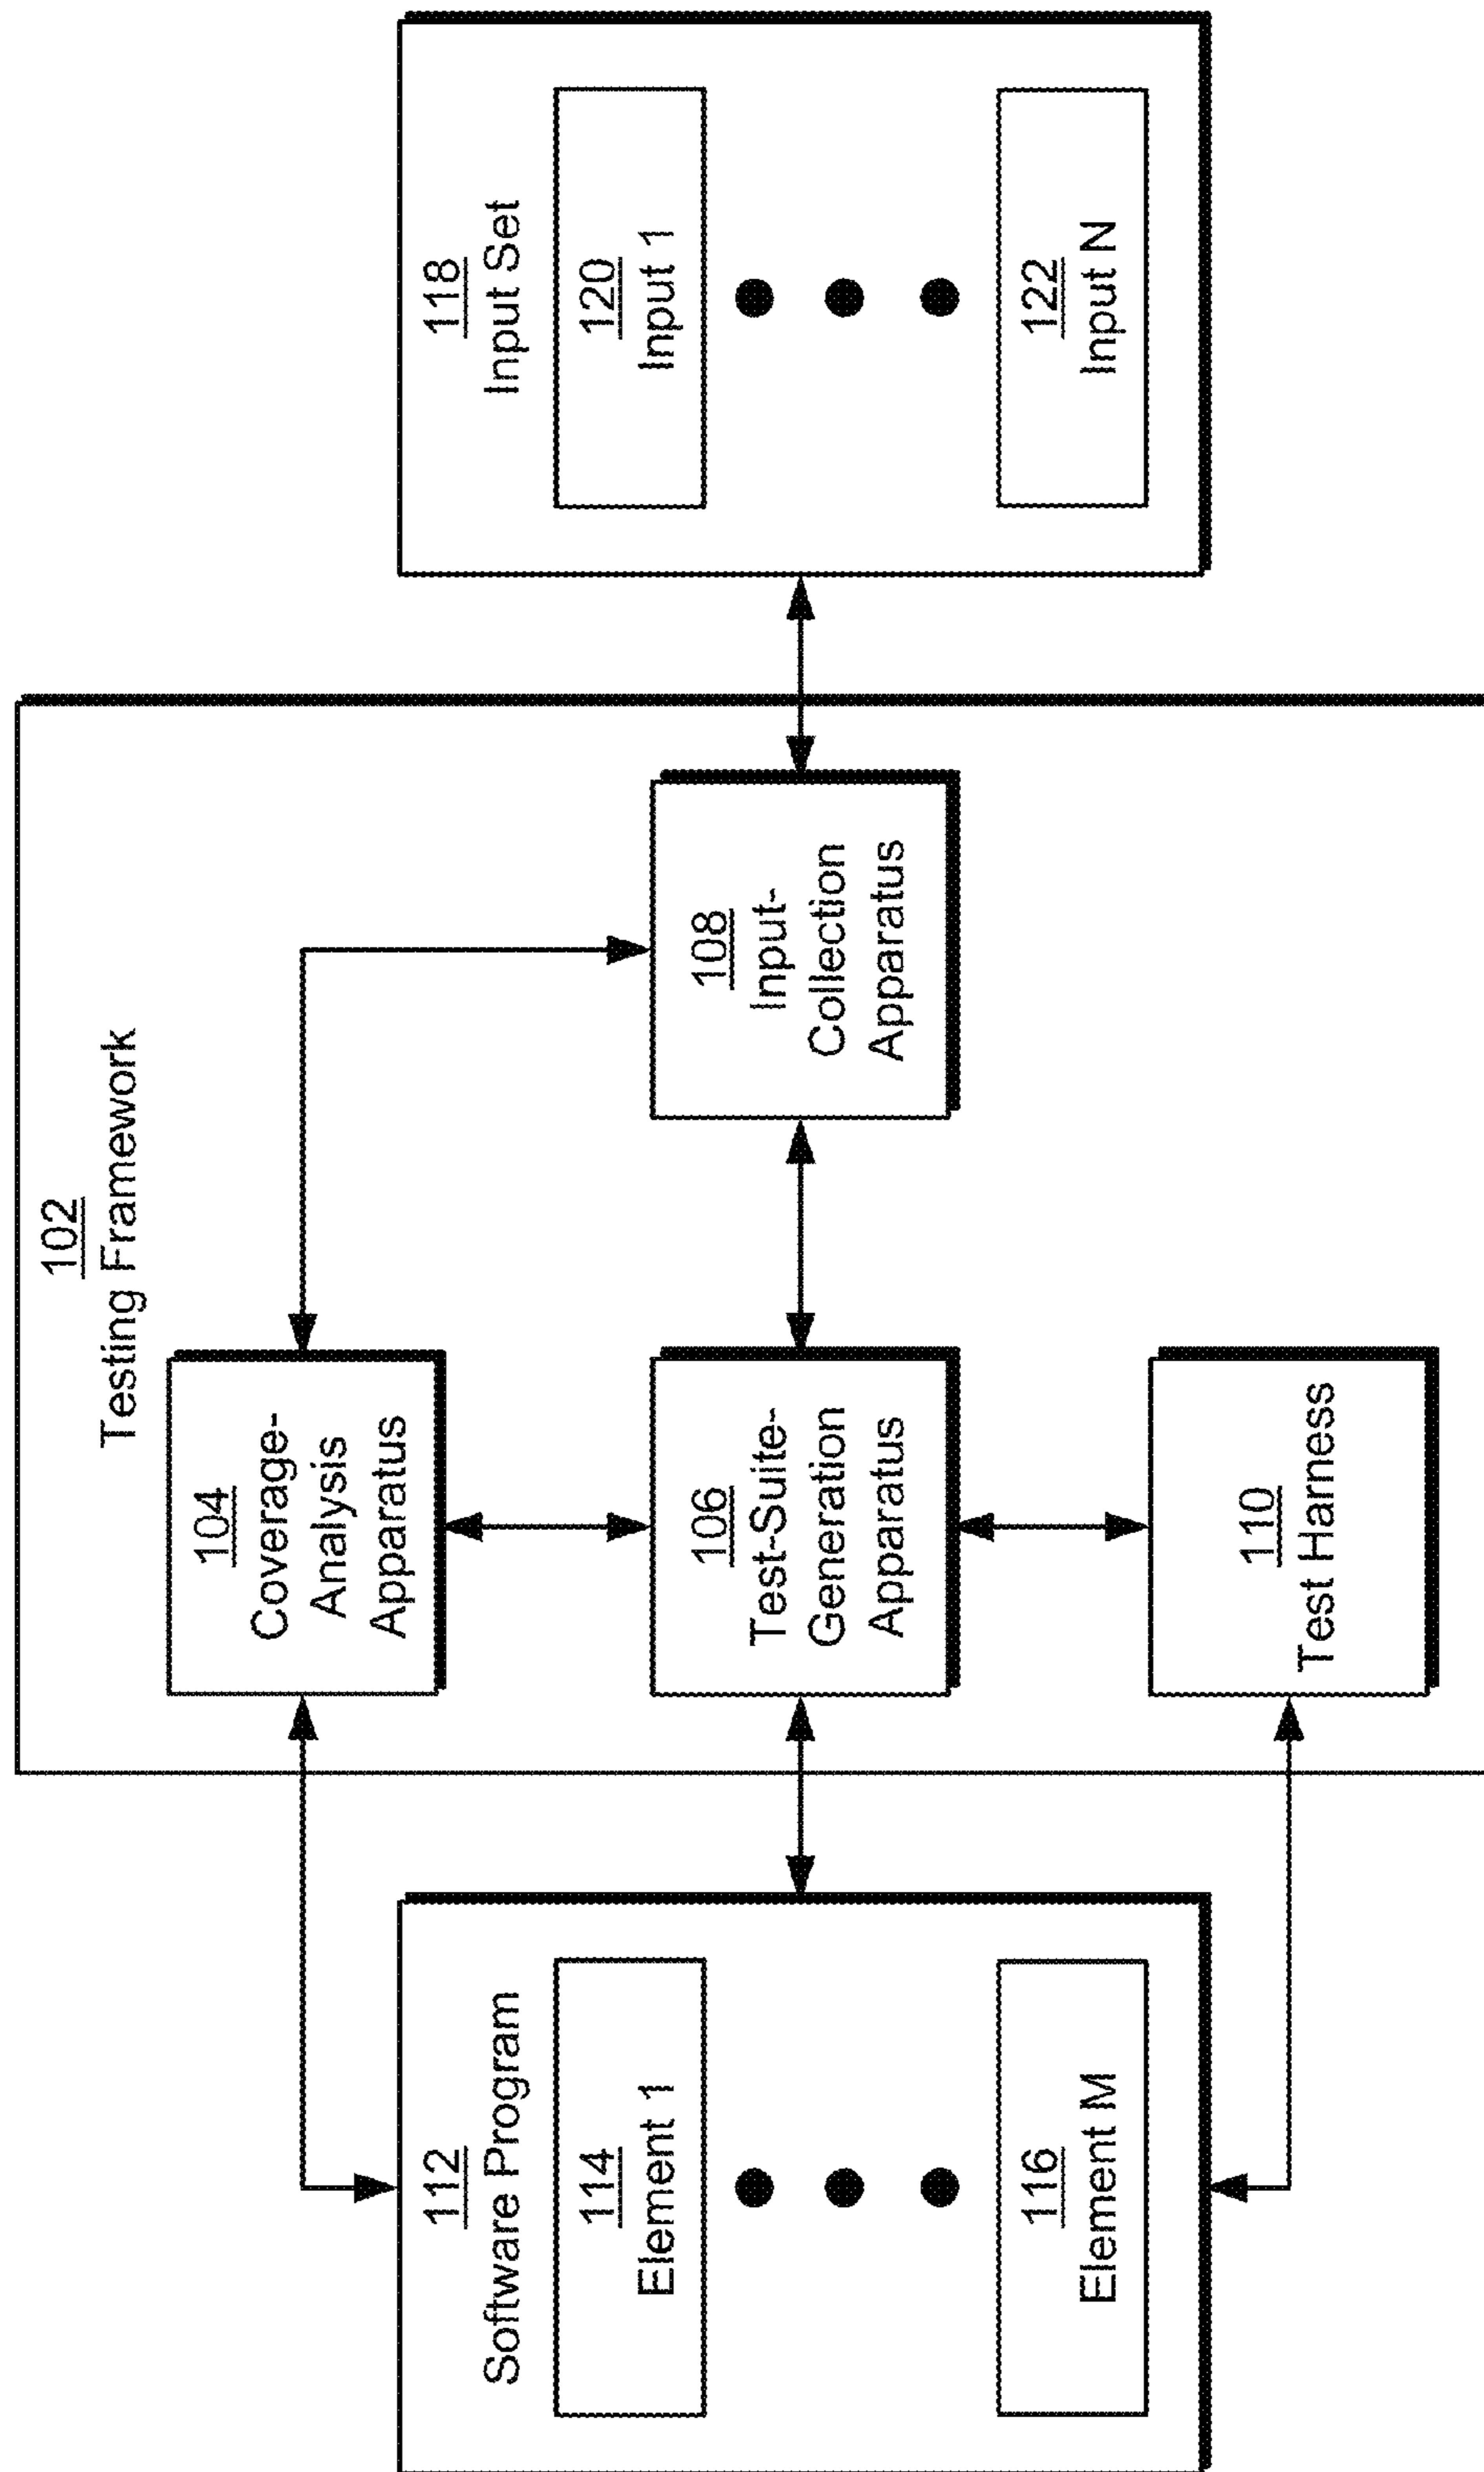 102
Testing Framework
112
Software Program
114
Element 1
116
Element M
104
Coverage-
Analysis
Apparatus
106
Test-Suite-
Generation
Apparatus
110
Test Harness
108
Input-
Collection
Apparatus
118
Input Set
120
Input 1
122
Input N